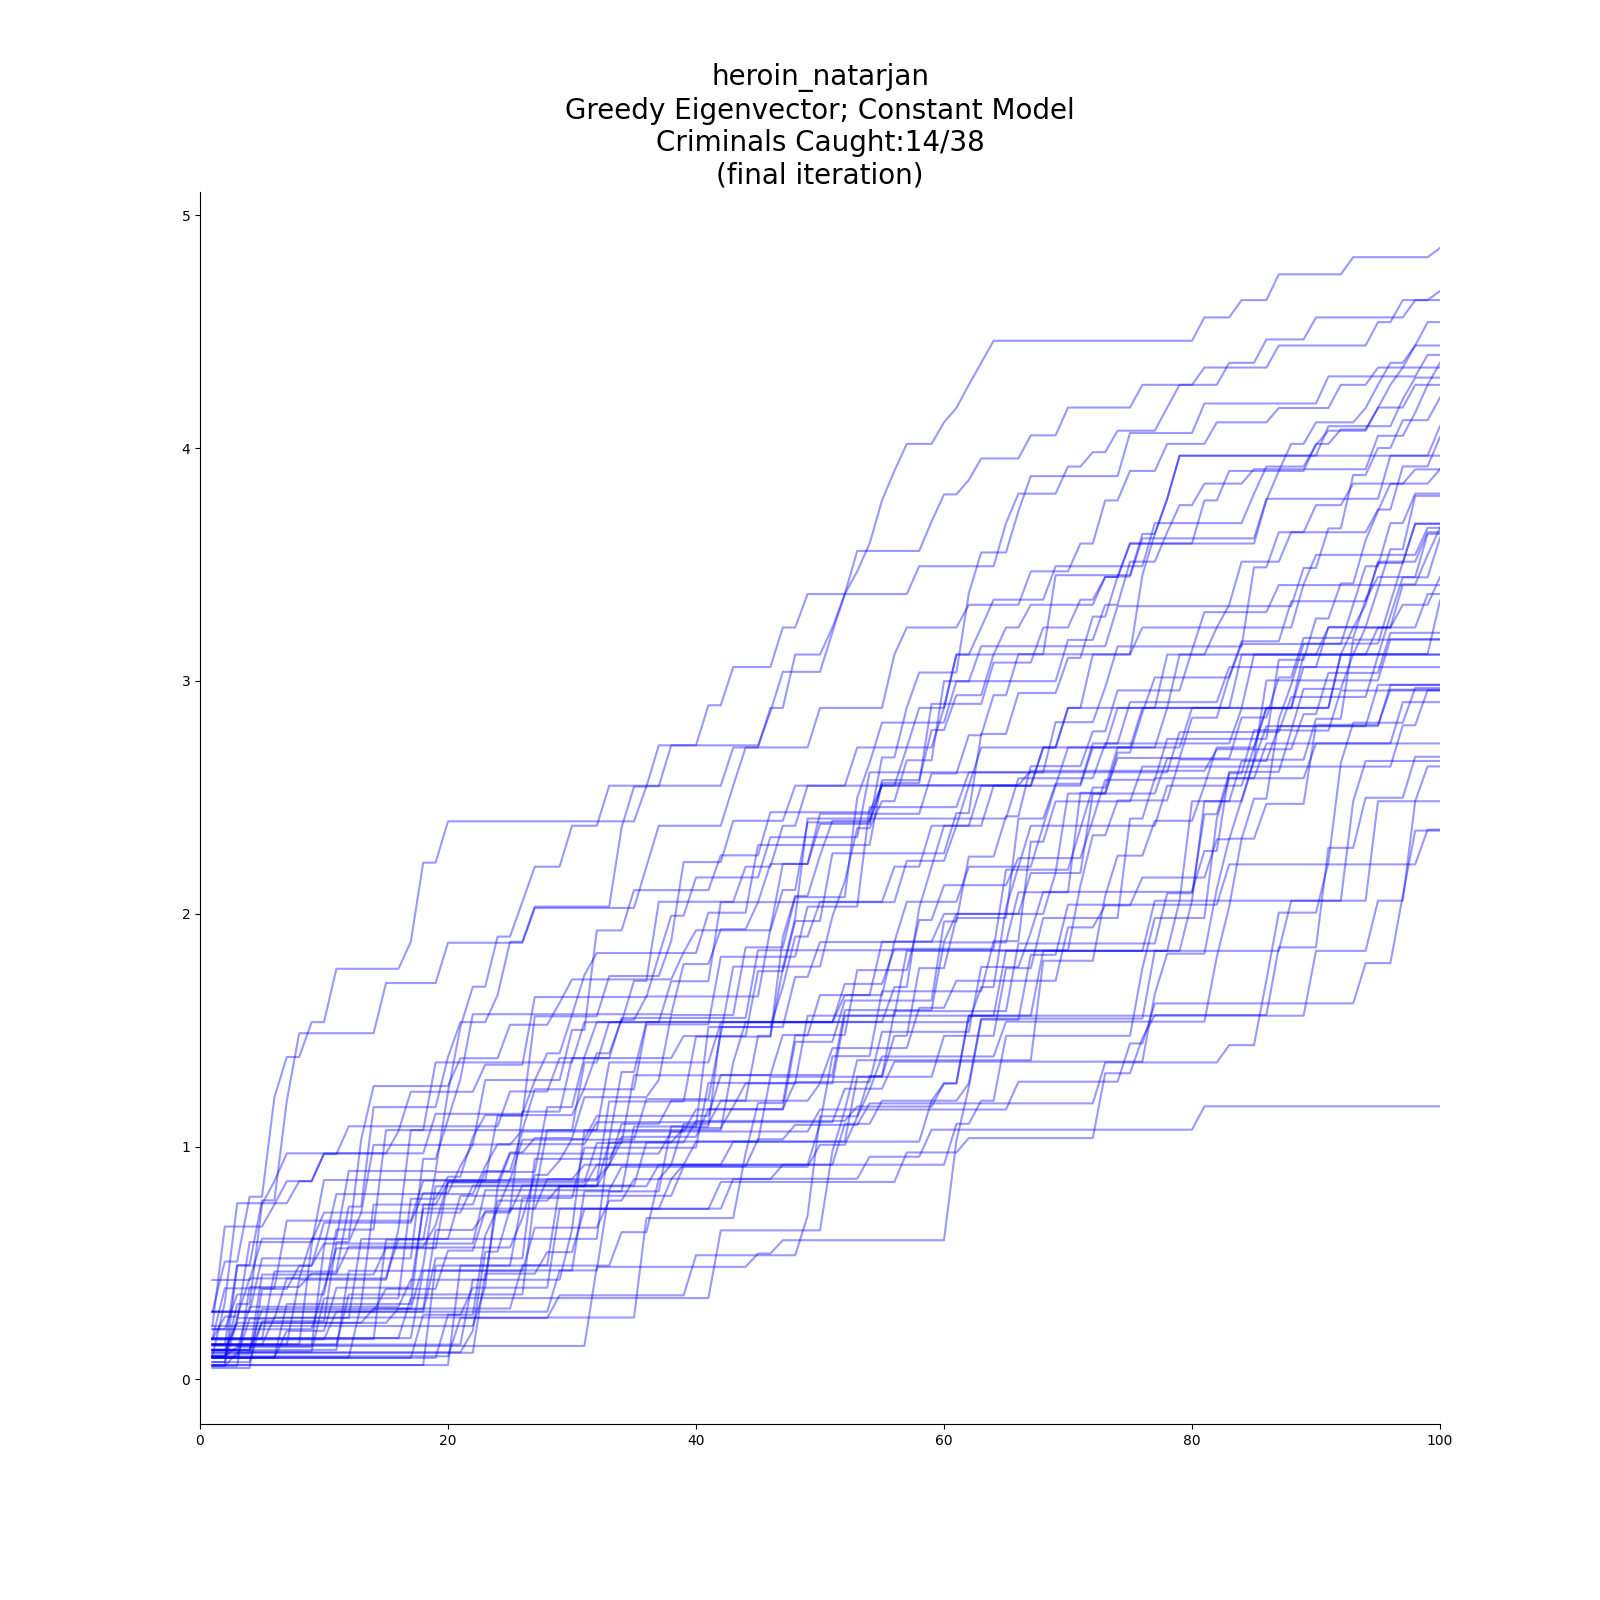 heroin_natarjan
Greedy Eigenvector; Constant Model
Criminals Caught:14/38
(final iteration)
5
4
3
2
1
0
0 20 40 60 80 100